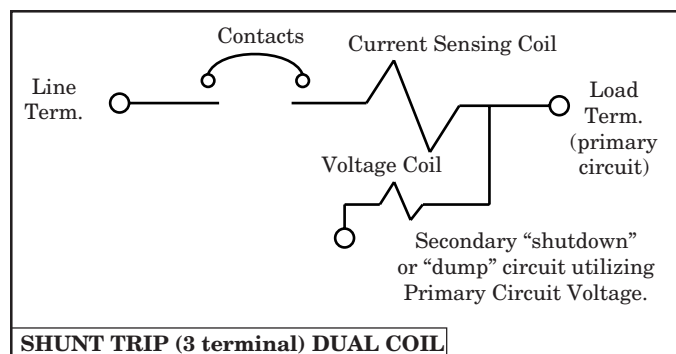 Contacts
Current Sensing Coil
Line
Term.
Load
Term.
(primary
circuit)
Voltage Coil
Secondary “shutdown”
or “dump” circuit utilizing
Primary Circuit Voltage.
SHUNT TRIP (3 terminal) DUAL COIL